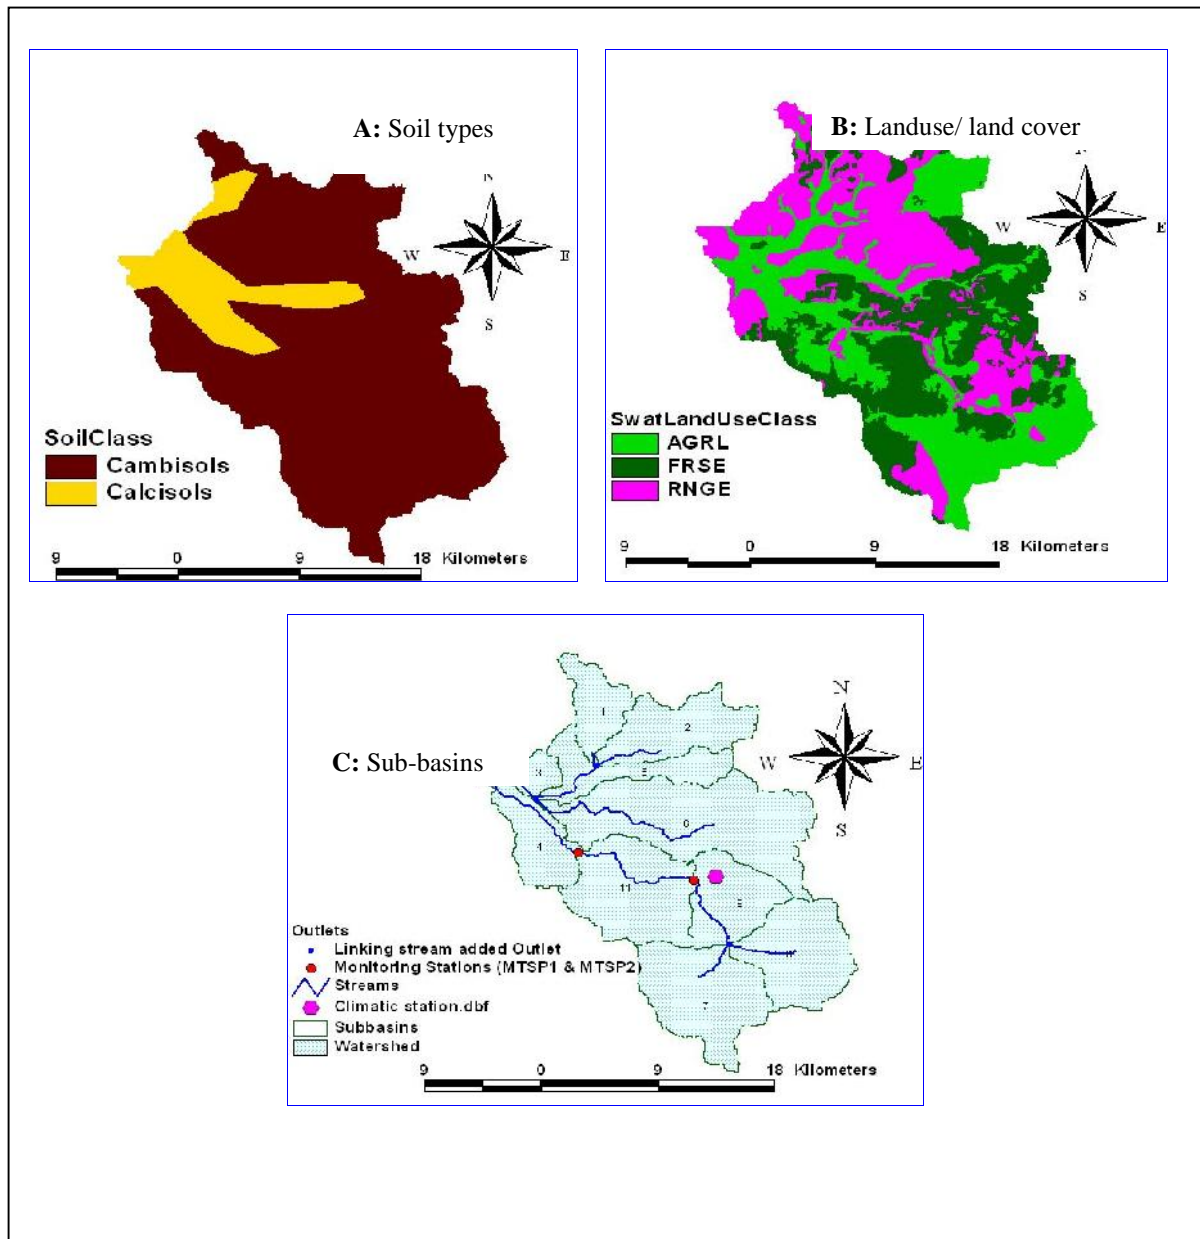 A: Soil types
N
W
E
S
SoilClass
Cambisols
Calcisols
9 0 9 18 Kilometers
B: Landuse/ land cover
N
W
E
S
SwatLandUseClass
AGRL
FRSE
RNGE
9 0 9 18 Kilometers
C: Sub-basins
N
W
E
S
1
2
3
6
4
11
7
Outlets
Linking stream added Outlet
Monitoring Stations (MTSP1 & MTSP2)
Streams
Climatic station.dbf
Subbasins
Watershed
9 0 9 18 Kilometers